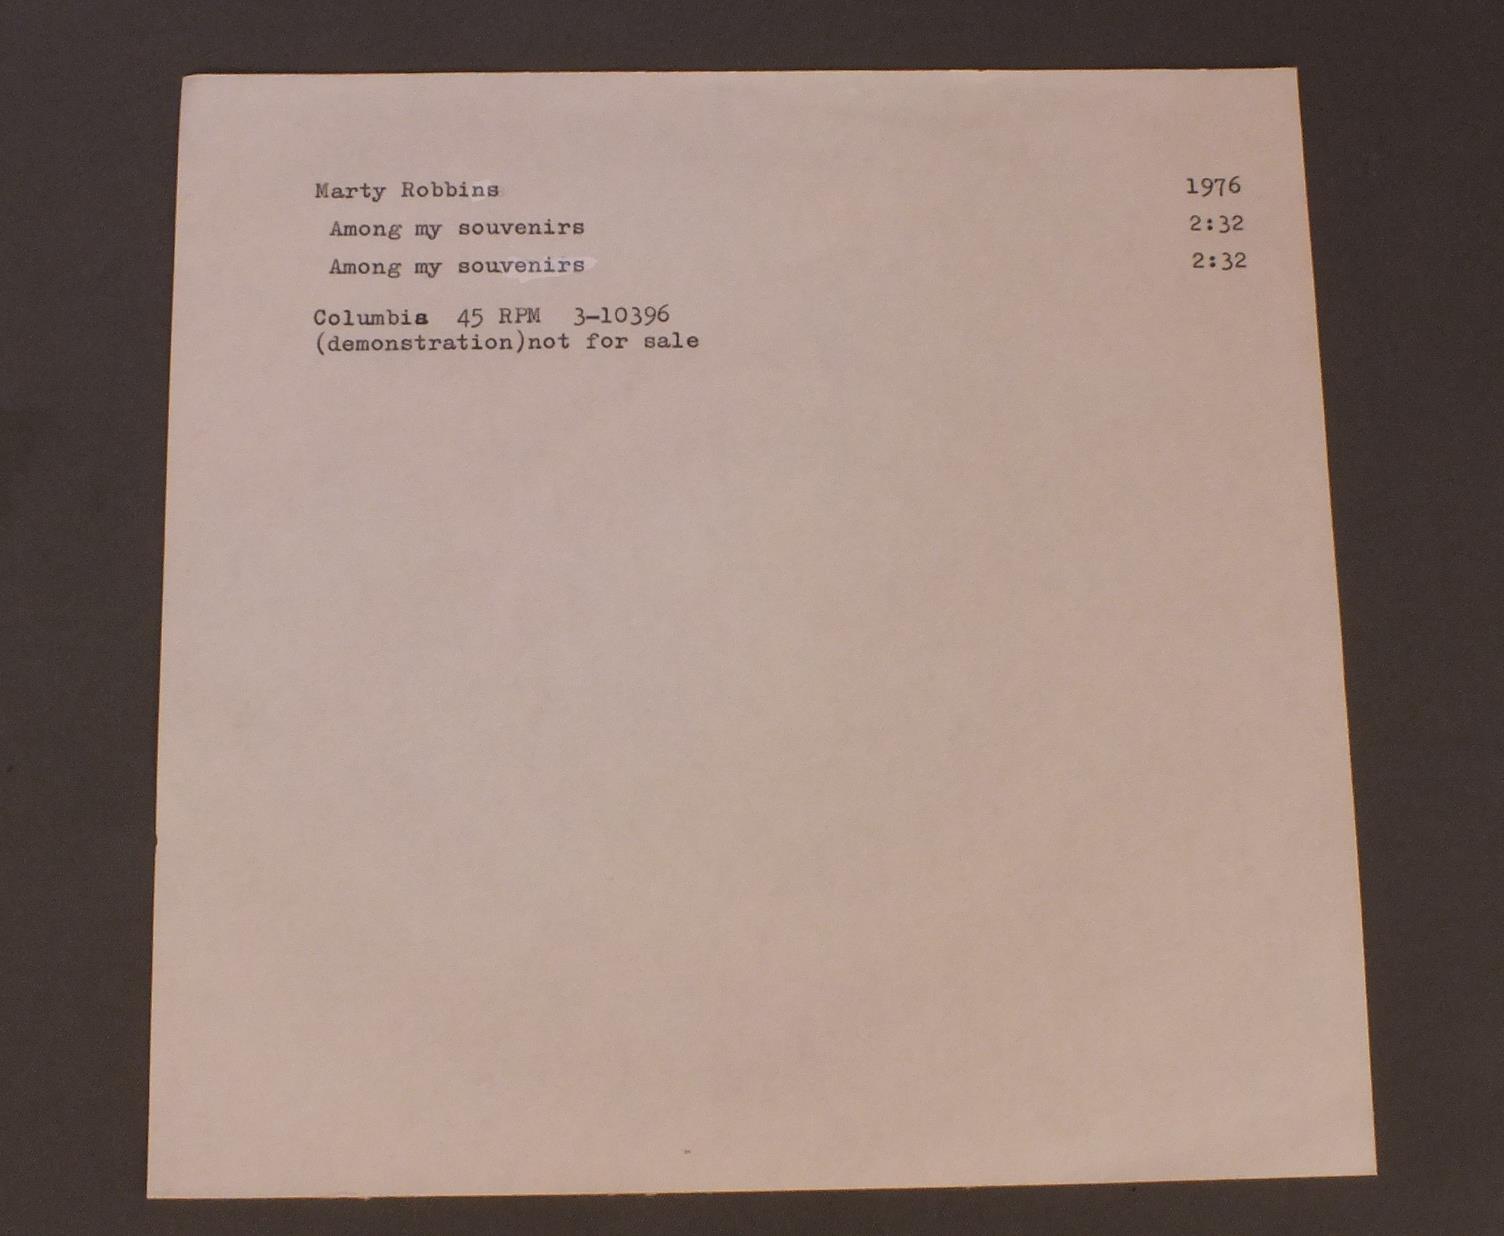 Marty Robbins 1976
Among my souvenirs 2:32
Among my souvenirs 2:32
Columbia 45 RPM 3-10396
(demonstration)not for sale